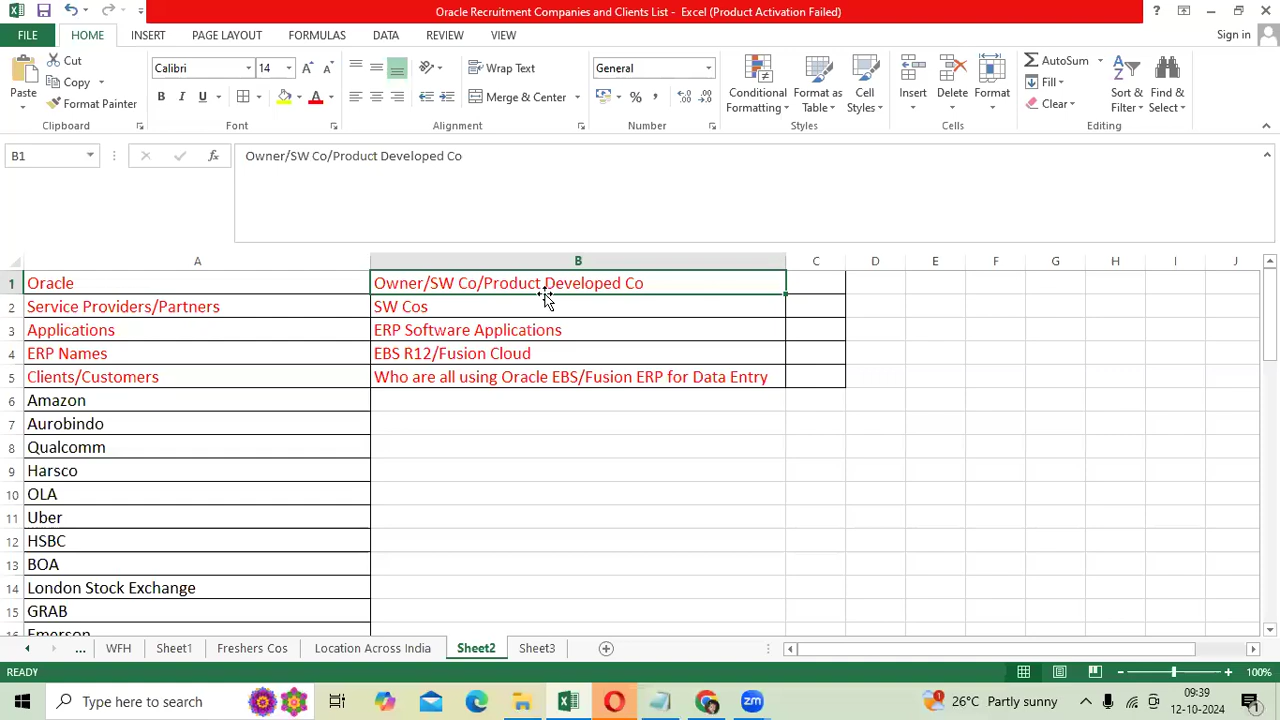 Oracle Recruitment Companies and Clients List - Excel (Product Activation Failed)
FILE HOME INSERT PAGE LAYOUT FORMULAS DATA REVIEW VIEW Sign in
Paste Cut Copy Format Painter Clipboard
Calibri 14 B I U A Font
Wrap Text Merge & Center Alignment
General % , Number
Conditional Formatting Format as Table Cell Styles Styles
Insert Delete Format Cells
AutoSum Fill Clear Sort & Filter Find & Select Editing
B1 fx Owner/SW Co/Product Developed Co
A B C D E F G H I J
1 Oracle Owner/SW Co/Product Developed Co
2 Service Providers/Partners SW Cos
3 Applications ERP Software Applications
4 ERP Names EBS R12/Fusion Cloud
5 Clients/Customers Who are all using Oracle EBS/Fusion ERP for Data Entry
6 Amazon
7 Aurobindo
8 Qualcomm
9 Harsco
10 OLA
11 Uber
12 HSBC
13 BOA
14 London Stock Exchange
15 GRAB
16 Emerson
... WFH Sheet1 Freshers Cos Location Across India Sheet2 Sheet3
READY 100%
Type here to search 26°C Partly sunny 09:39
12-10-2024